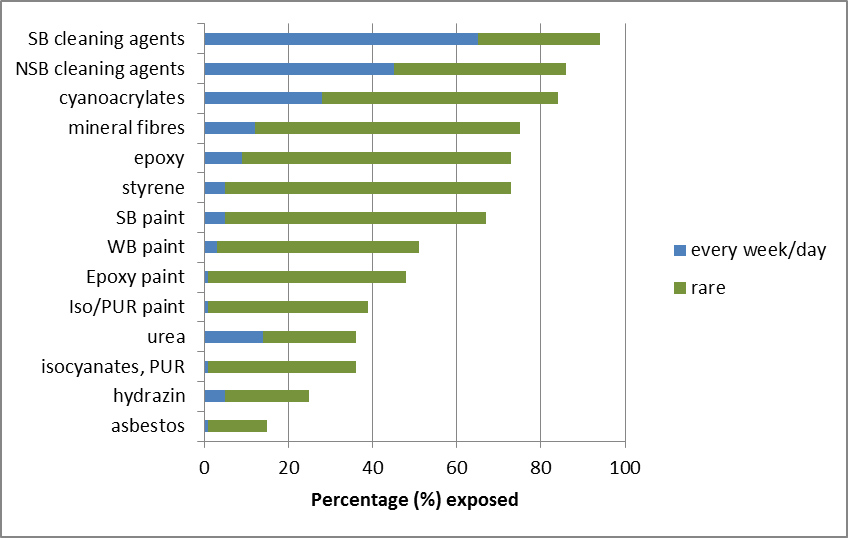 SB cleaning agents
NSB cleaning agents
cyanoacrylates
mineral fibres
epoxy
styrene
SB paint
WB paint
Epoxy paint
Iso/PUR paint
urea
isocyanates, PUR
hydrazin
asbestos
every week/day
rare
0 20 40 60 80 100
Percentage (%) exposed